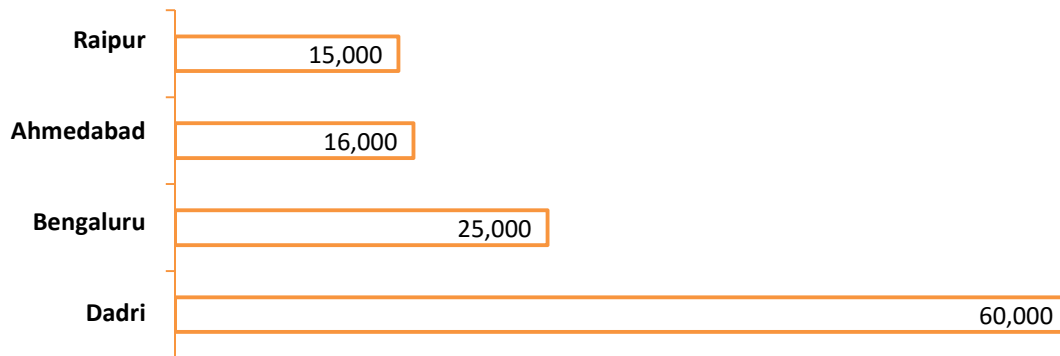 Raipur
15,000
Ahmedabad
16,000
Bengaluru
25,000
Dadri
60,000